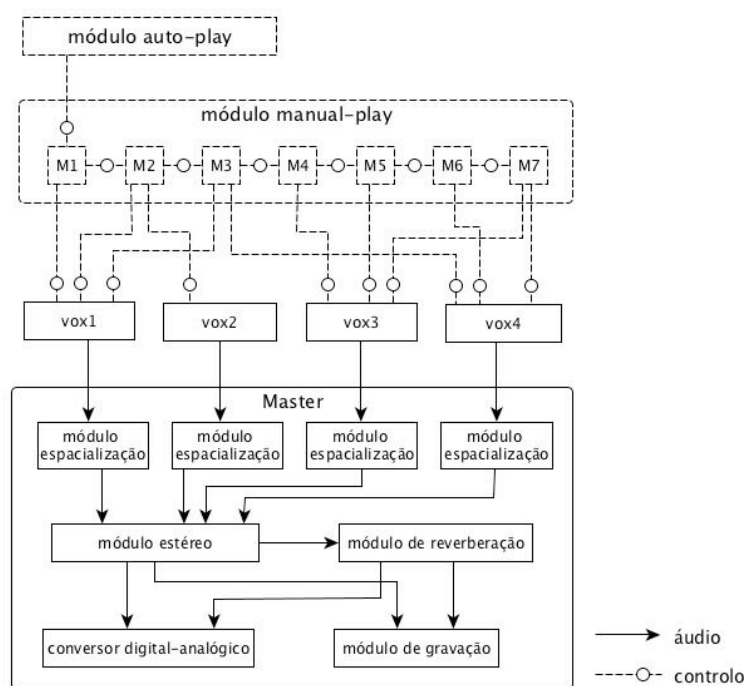 módulo auto-play
módulo manual-play
M1 M2 M3 M4 M5 M6 M7
vox1 vox2 vox3 vox4
Master
módulo espacialização
módulo espacialização
módulo espacialização
módulo espacialização
módulo estéreo
módulo de reverberação
conversor digital-analógico
módulo de gravação
áudio
controlo